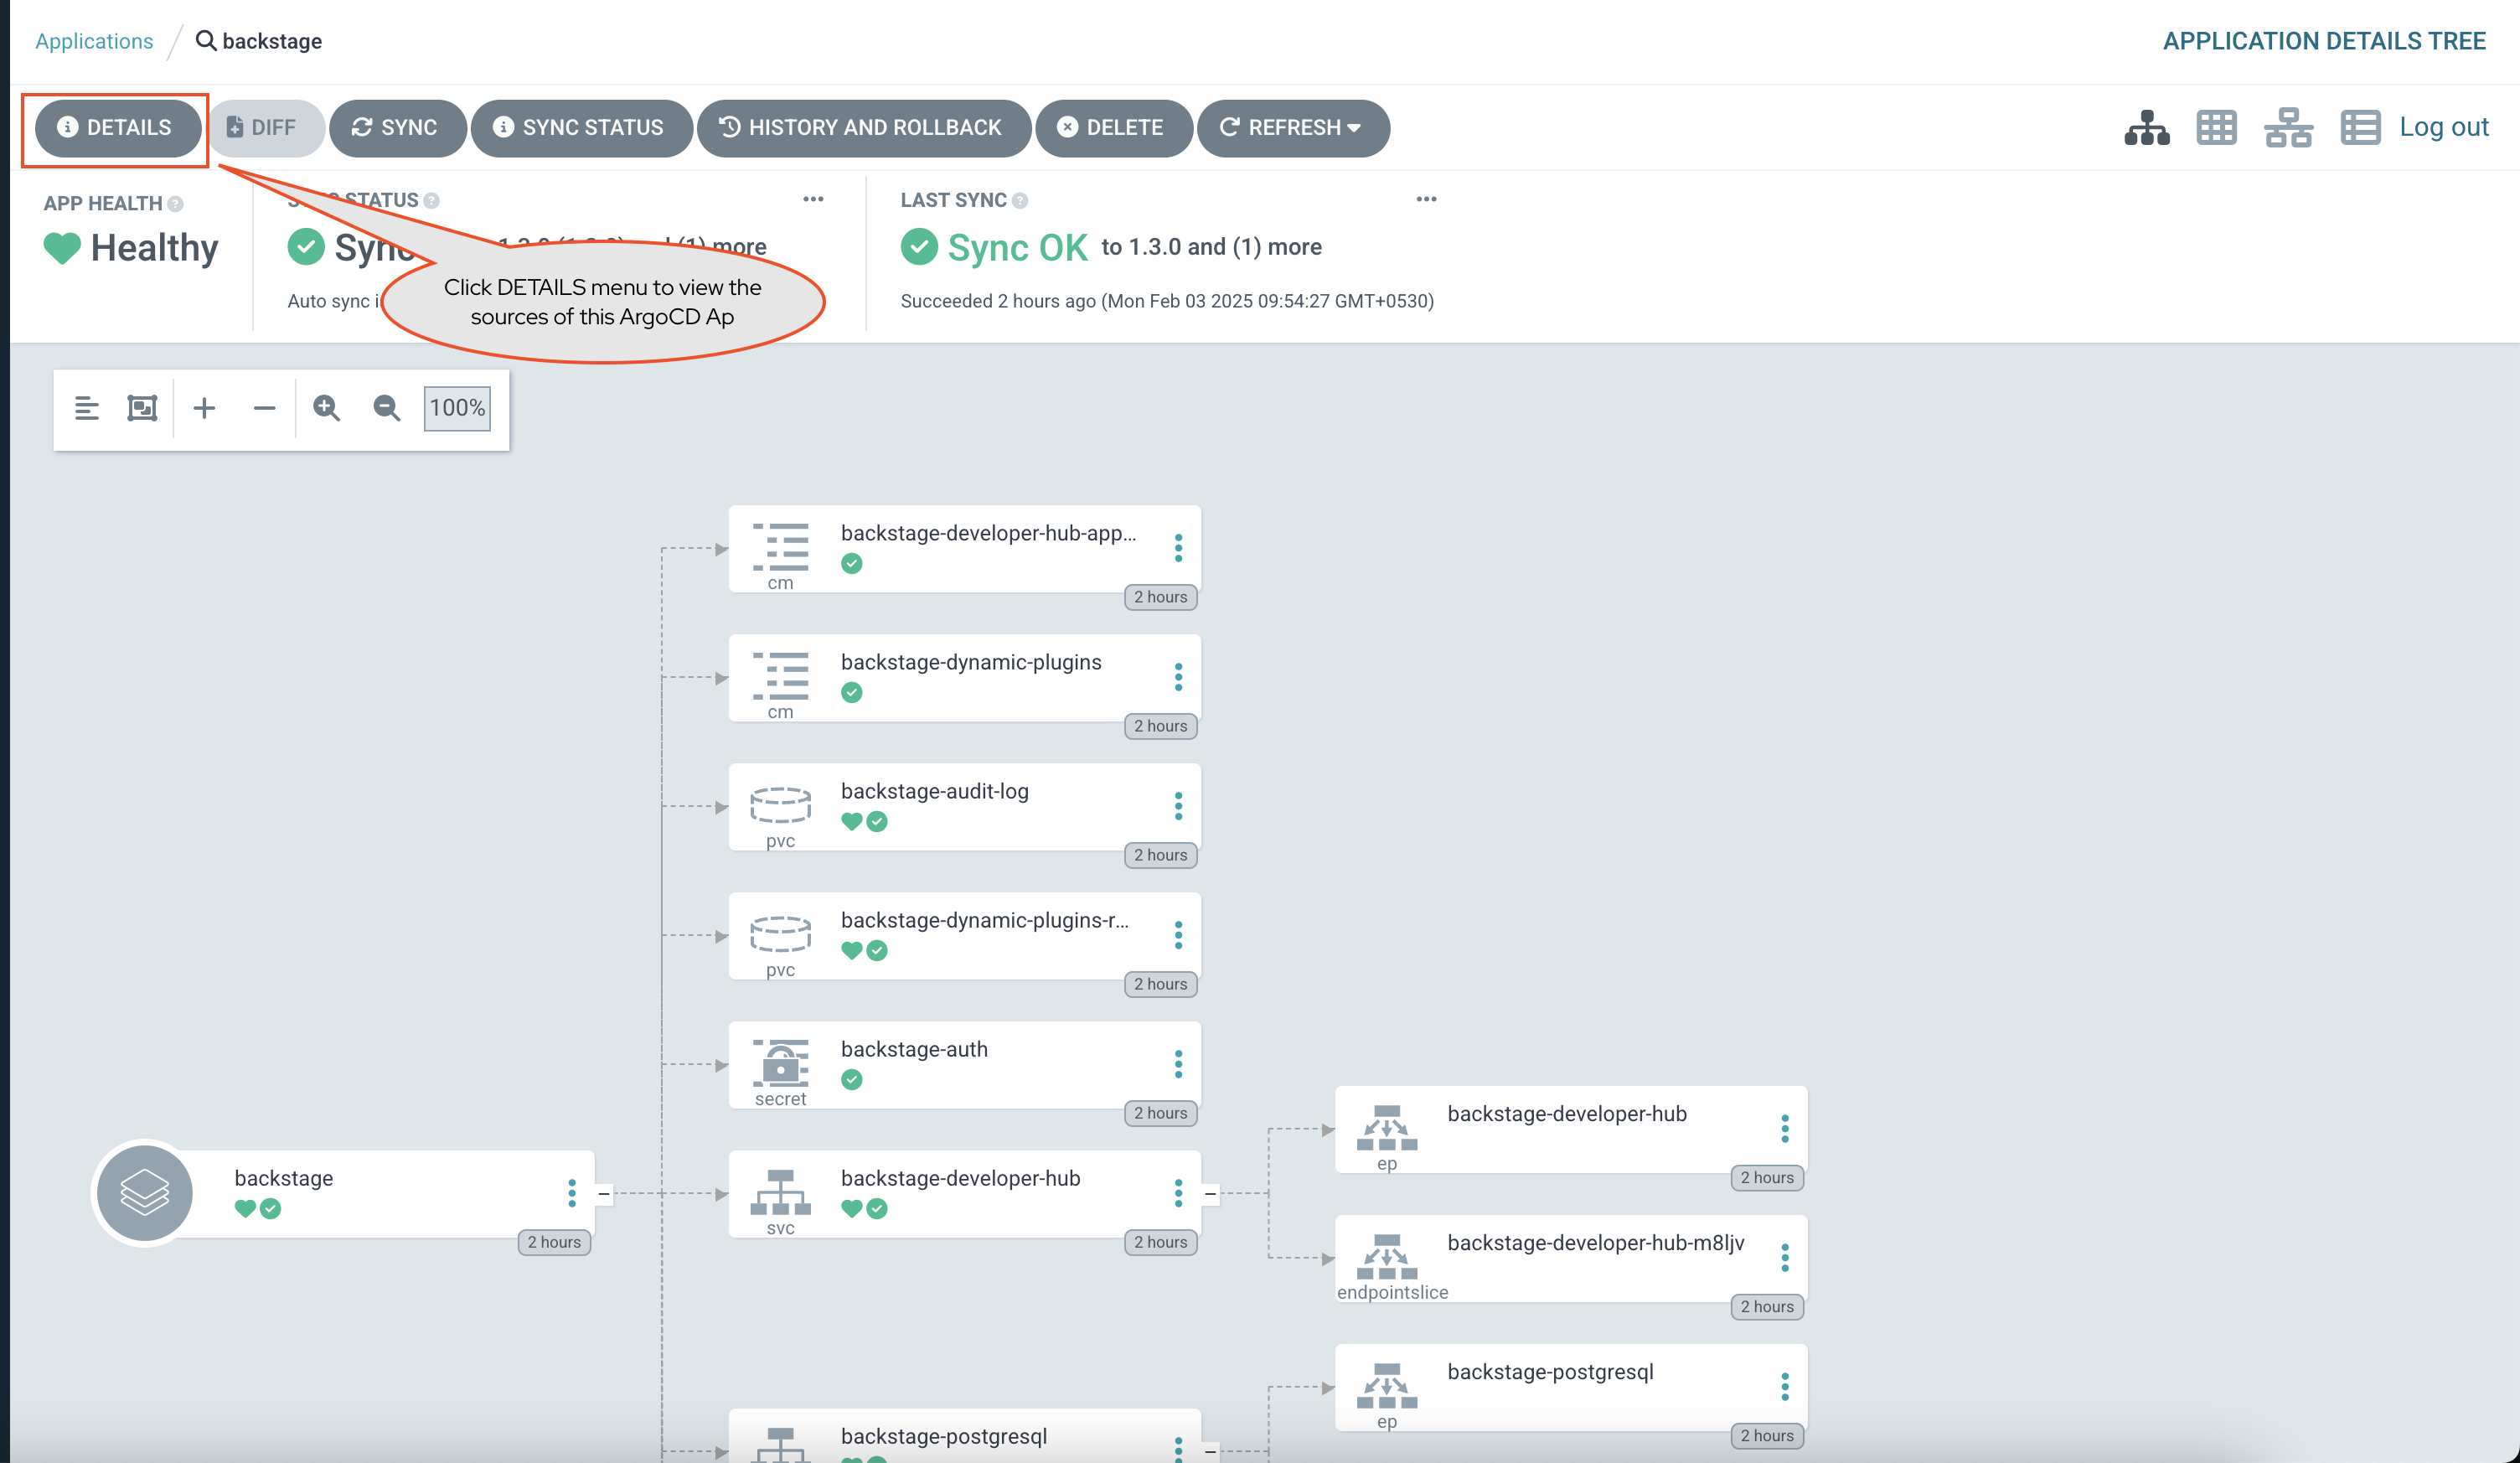 Applications / backstage
APPLICATION DETAILS TREE
DETAILS
DIFF
SYNC
SYNC STATUS
HISTORY AND ROLLBACK
DELETE
REFRESH
Log out
APP HEALTH
Healthy
STATUS
more
Auto sync
LAST SYNC
Sync OK to 1.3.0 and (1) more
Succeeded 2 hours ago (Mon Feb 03 2025 09:54:27 GMT+0530)
Click DETAILS menu to view the
sources of this ArgoCD Ap
100%
backstage-developer-hub-app...
cm
2 hours
backstage-dynamic-plugins
cm
2 hours
backstage-audit-log
pvc
2 hours
backstage-dynamic-plugins-r...
pvc
2 hours
backstage-auth
secret
2 hours
backstage
2 hours
backstage-developer-hub
svc
2 hours
backstage-developer-hub
ep
2 hours
backstage-developer-hub-m8ljv
endpointslice
2 hours
backstage-postgresql
ep
2 hours
backstage-postgresql